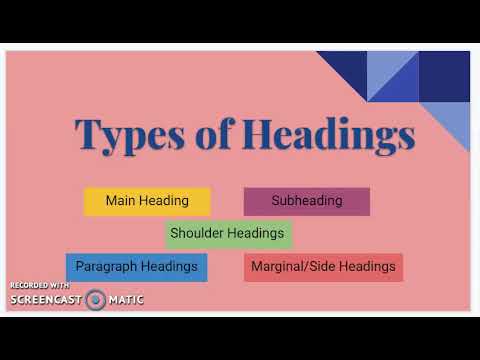 Types of Headings
Main Heading
Subheading
Shoulder Headings
Paragraph Headings
Marginal/Side Headings
RECORDED WITH
SCREENCAST MATIC